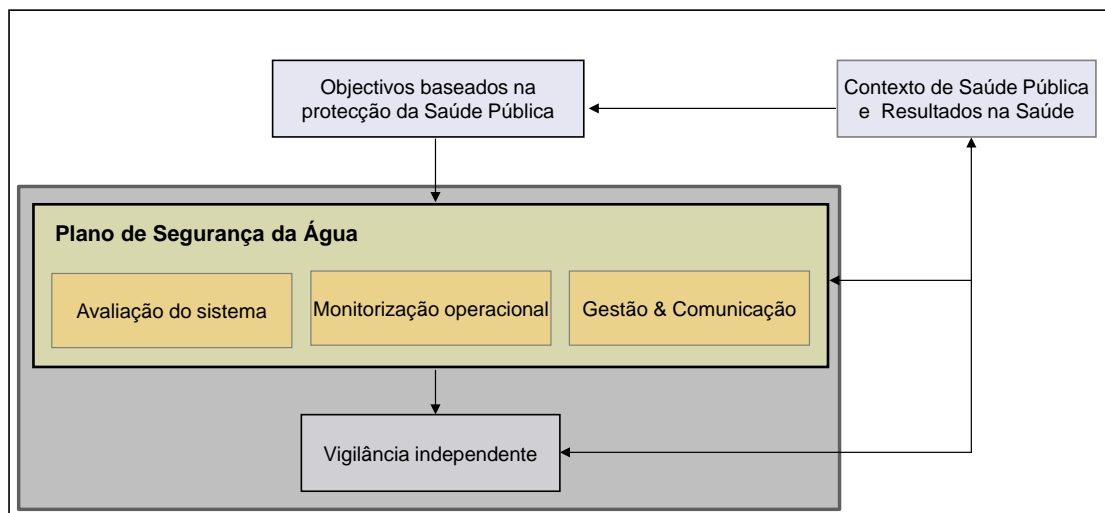 Objectivos baseados na
protecção da Saúde Pública
Contexto de Saúde Pública
e Resultados na Saúde
Plano de Segurança da Água
Avaliação do sistema
Monitorização operacional
Gestão & Comunicação
Vigilância independente